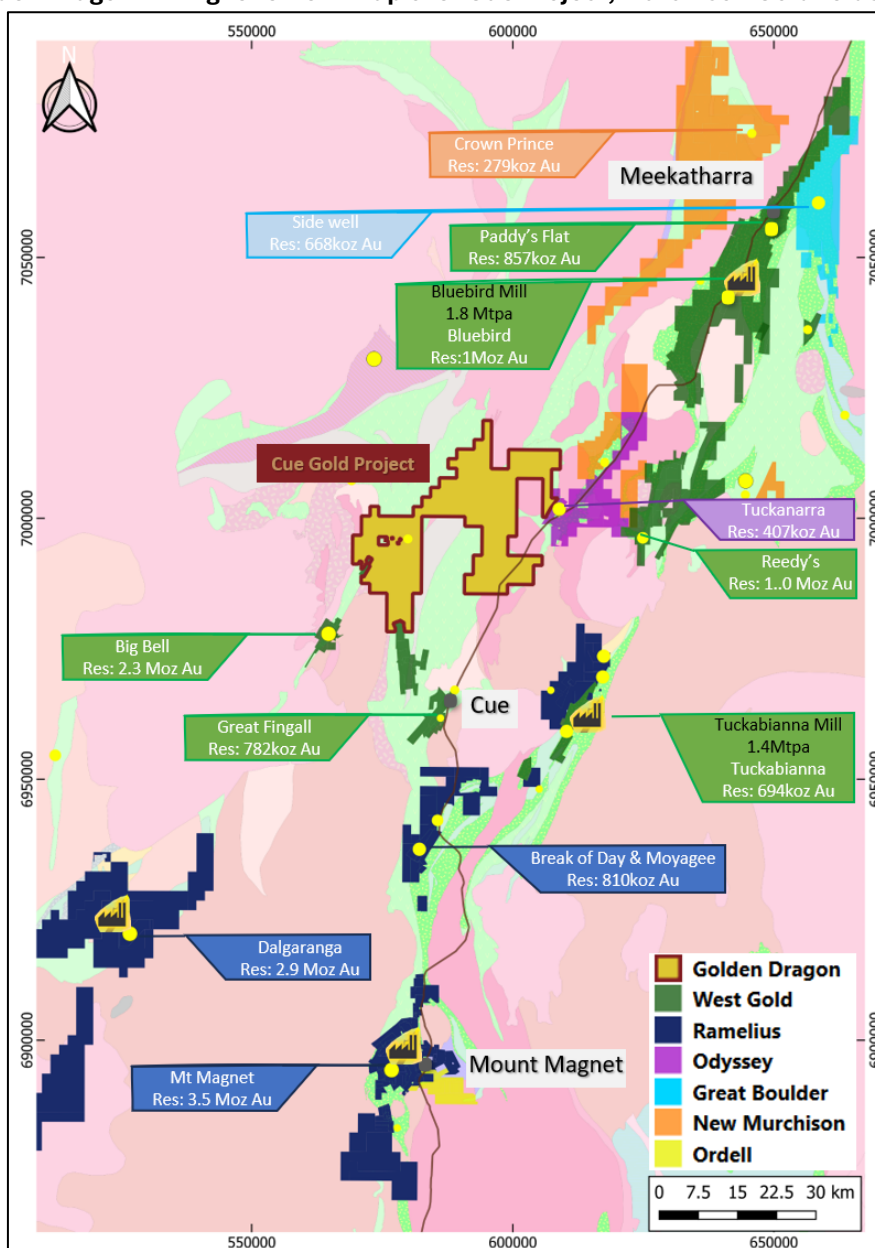 550000
600000
650000
N
Crown Prince
Res: 279koz Au
Meekatharra
Side well
Res: 668koz Au
Paddy's Flat
Res: 857koz Au
7050000
7050000
Bluebird Mill
1.8 Mtpa
Bluebird
Res:1Moz Au
Cue Gold Project
7000000
7000000
Tuckanarra
Res: 407koz Au
Reedy's
Res: 1..0 Moz Au
Big Bell
Res: 2.3 Moz Au
Cue
Great Fingall
Res: 782koz Au
Tuckabianna Mill
1.4Mtpa
Tuckabianna
Res: 694koz Au
6950000
6950000
Break of Day & Moyagee
Res: 810koz Au
Dalgaranga
Res: 2.9 Moz Au
Golden Dragon
West Gold
Ramelius
Odyssey
Great Boulder
New Murchison
Ordell
6900000
6900000
Mount Magnet
Mt Magnet
Res: 3.5 Moz Au
0 7.5 15 22.5 30 km
550000
600000
650000